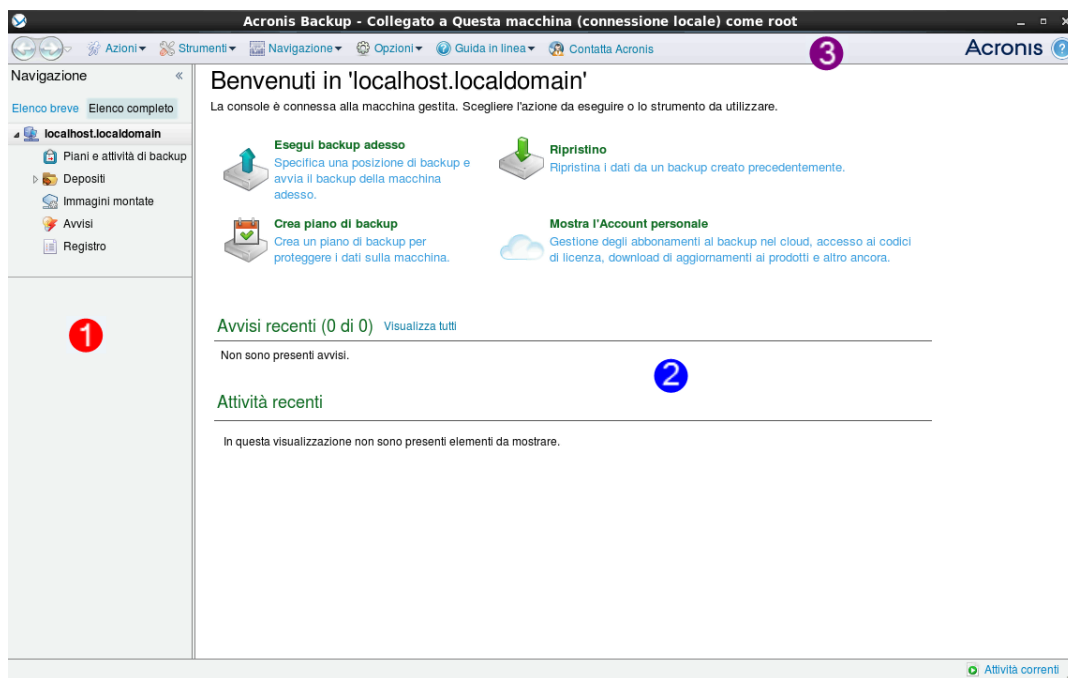 Acronis Backup - Collegato a Questa macchina (connessione locale) come root
Azioni Strumenti Navigazione Opzioni Guida in linea Contatta Acronis
3
Acronis ?
Navigazione «
Elenco breve Elenco completo
localhost.localdomain
Piani e attività di backup
Depositi
Immagini montate
Avvisi
Registro
1
Benvenuti in 'localhost.localdomain'
La console è connessa alla macchina gestita. Scegliere l'azione da eseguire o lo strumento da utilizzare.
Esegui backup adesso
Specifica una posizione di backup e
avvia il backup della macchina
adesso.
Ripristino
Ripristina i dati da un backup creato precedentemente.
Crea piano di backup
Crea un piano di backup per
proteggere i dati sulla macchina.
Mostra l'Account personale
Gestione degli abbonamenti al backup nel cloud, accesso ai codici
di licenza, download di aggiornamenti ai prodotti e altro ancora.
Avvisi recenti (0 di 0) Visualizza tutti
Non sono presenti avvisi.
2
Attività recenti
In questa visualizzazione non sono presenti elementi da mostrare.
Attività correnti